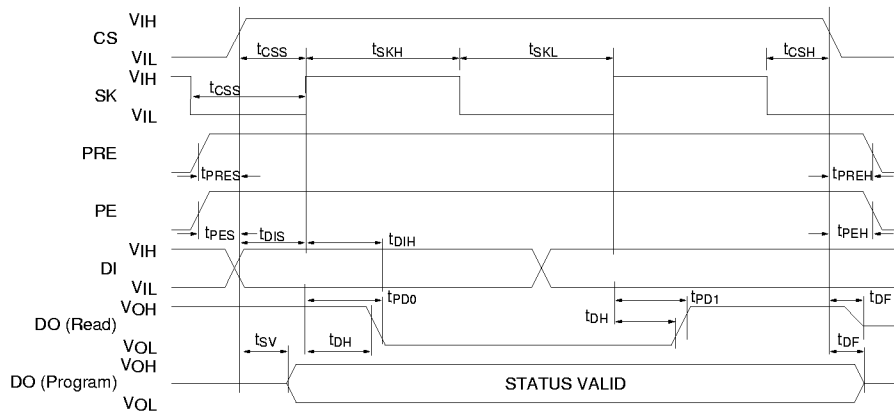 VIH
CS
VIL
tCSS tSKH tSKL tCSH
VIH
SK
tCSS
VIL
PRE
tPRES tPREH
PE
tPES tDIS tDIH tPEH
VIH
DI
VIL
VOH
tPD0 tPD1 tDF
DO (Read)
tDH
VOL
tSV tDH tDF
VOH
DO (Program) STATUS VALID
VOL